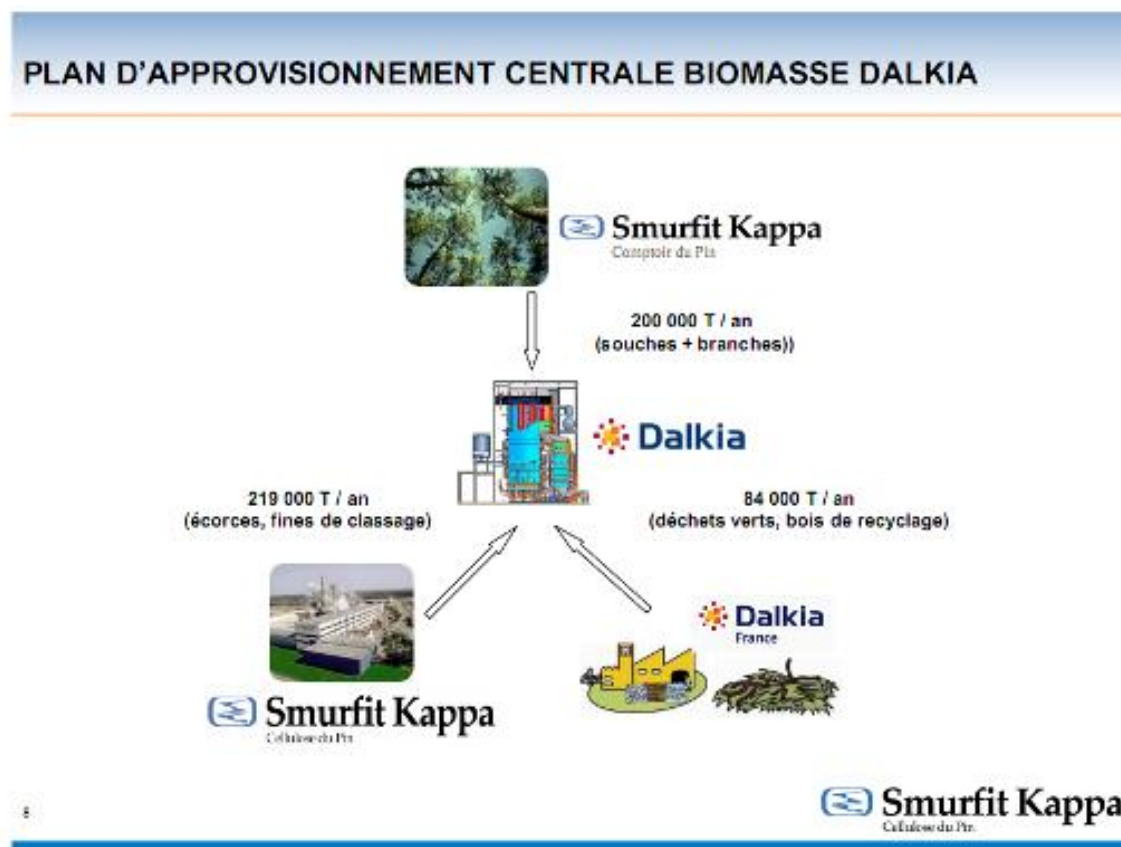 PLAN D'APPROVISIONNEMENT CENTRALE BIOMASSE DALKIA
Smurfit Kappa
Comptoir du Pin
200 000 T / an
(souches + branches))
Dalkia
219 000 T / an
(écorces, fines de classage)
84 000 T / an
(déchets verts, bois de recyclage)
Dalkia
France
Smurfit Kappa
Cellulose du Pin
8
Smurfit Kappa
Cellulose du Pin